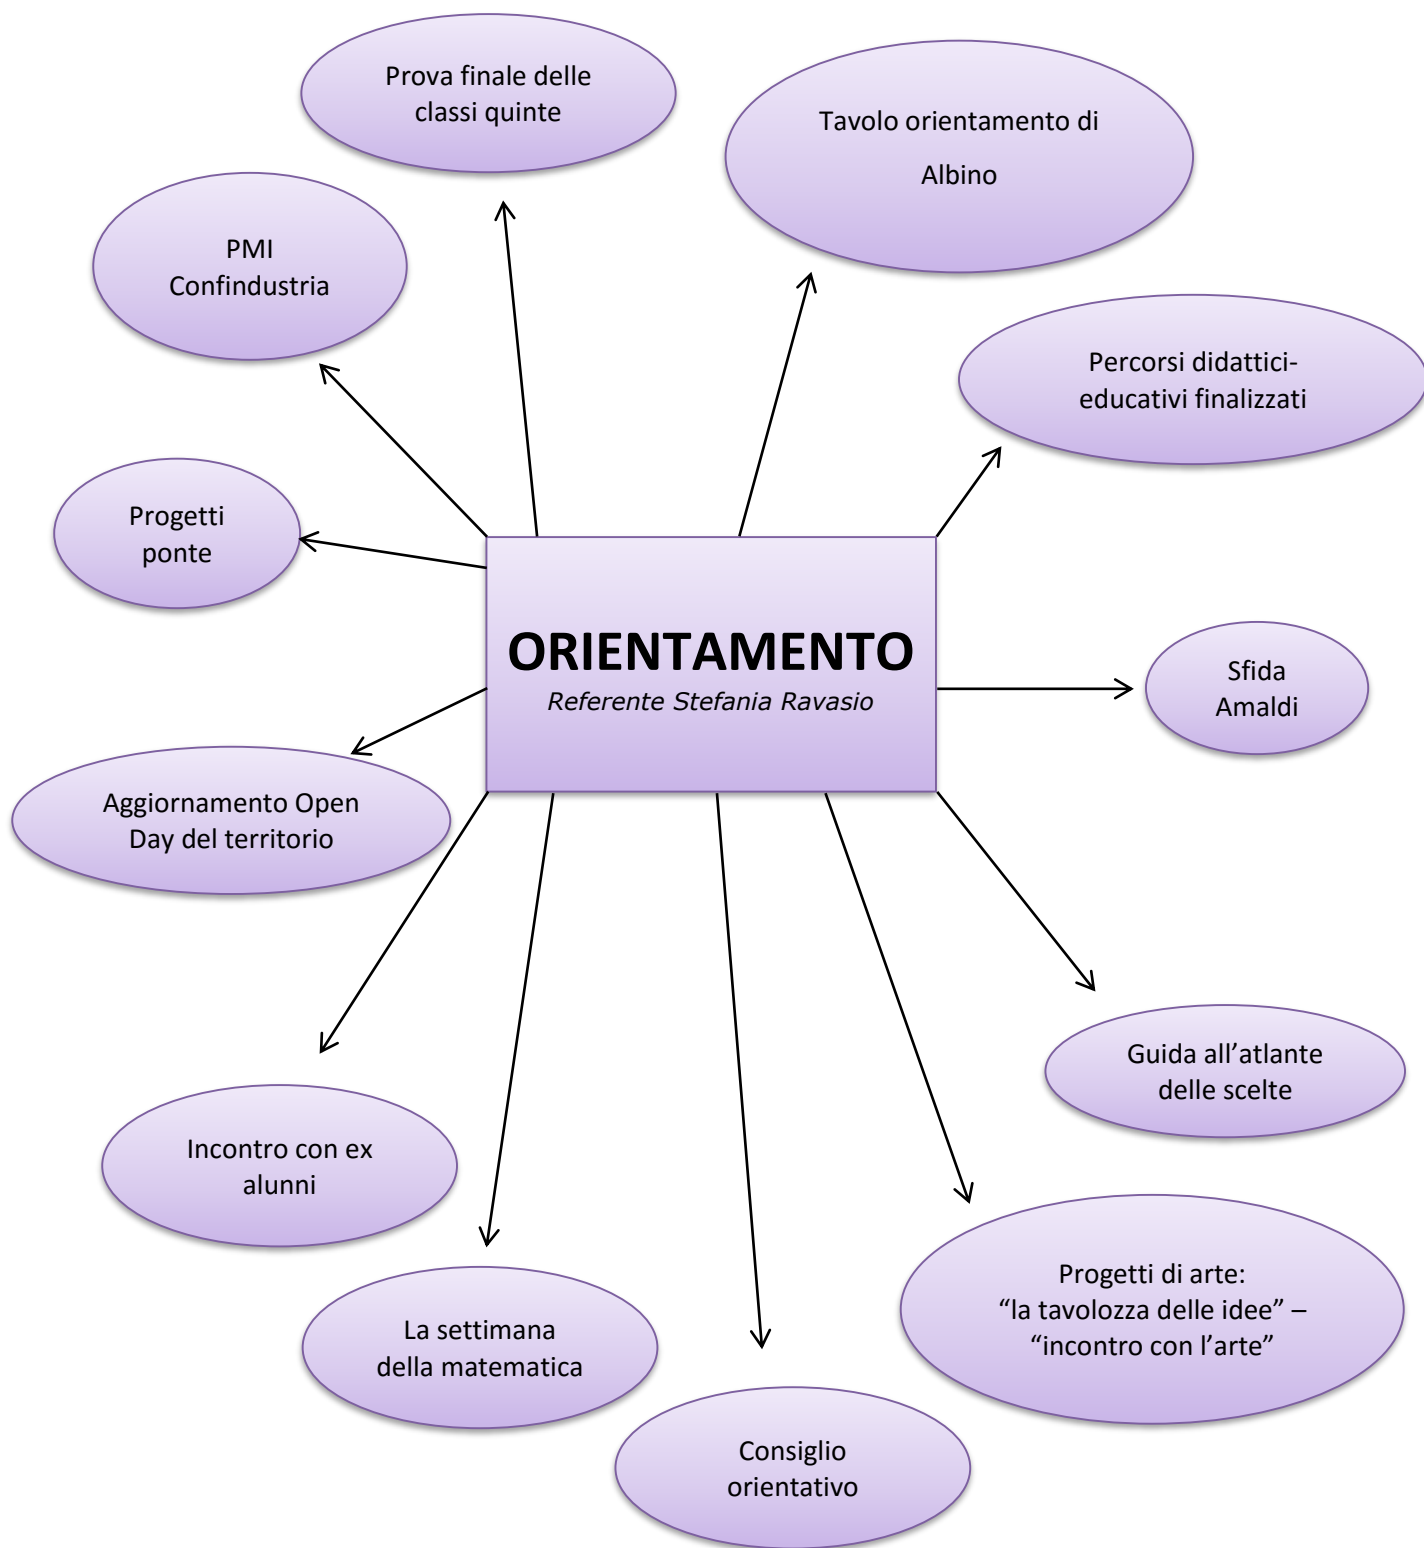 Prova finale delle
classi quinte
Tavolo orientamento di
Albino
PMI
Confindustria
Percorsi didattici-
educativi finalizzati
Progetti
ponte
ORIENTAMENTO
Referente Stefania Ravasio
Sfida
Amaldi
Aggiornamento Open
Day del territorio
Guida all’atlante
delle scelte
Incontro con ex
alunni
Progetti di arte:
“la tavolozza delle idee” –
“incontro con l’arte”
La settimana
della matematica
Consiglio
orientativo